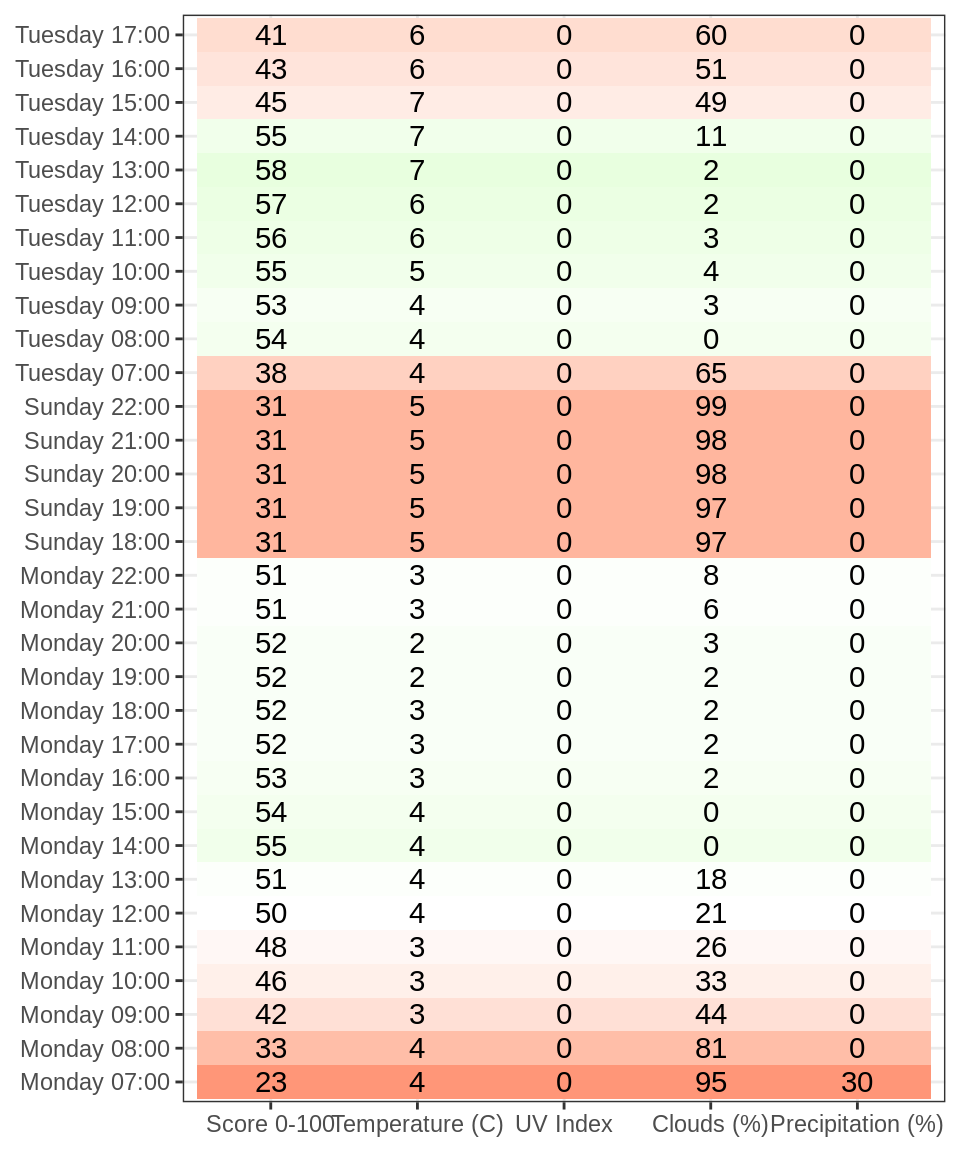 Tuesday 17:00 41 6 0 60 0
Tuesday 16:00 43 6 0 51 0
Tuesday 15:00 45 7 0 49 0
Tuesday 14:00 55 7 0 11 0
Tuesday 13:00 58 7 0 2 0
Tuesday 12:00 57 6 0 2 0
Tuesday 11:00 56 6 0 3 0
Tuesday 10:00 55 5 0 4 0
Tuesday 09:00 53 4 0 3 0
Tuesday 08:00 54 4 0 0 0
Tuesday 07:00 38 4 0 65 0
Sunday 22:00 31 5 0 99 0
Sunday 21:00 31 5 0 98 0
Sunday 20:00 31 5 0 98 0
Sunday 19:00 31 5 0 97 0
Sunday 18:00 31 5 0 97 0
Monday 22:00 51 3 0 8 0
Monday 21:00 51 3 0 6 0
Monday 20:00 52 2 0 3 0
Monday 19:00 52 2 0 2 0
Monday 18:00 52 3 0 2 0
Monday 17:00 52 3 0 2 0
Monday 16:00 53 3 0 2 0
Monday 15:00 54 4 0 0 0
Monday 14:00 55 4 0 0 0
Monday 13:00 51 4 0 18 0
Monday 12:00 50 4 0 21 0
Monday 11:00 48 3 0 26 0
Monday 10:00 46 3 0 33 0
Monday 09:00 42 3 0 44 0
Monday 08:00 33 4 0 81 0
Monday 07:00 23 4 0 95 30
Score 0-100 Temperature (C) UV Index Clouds (%) Precipitation (%)